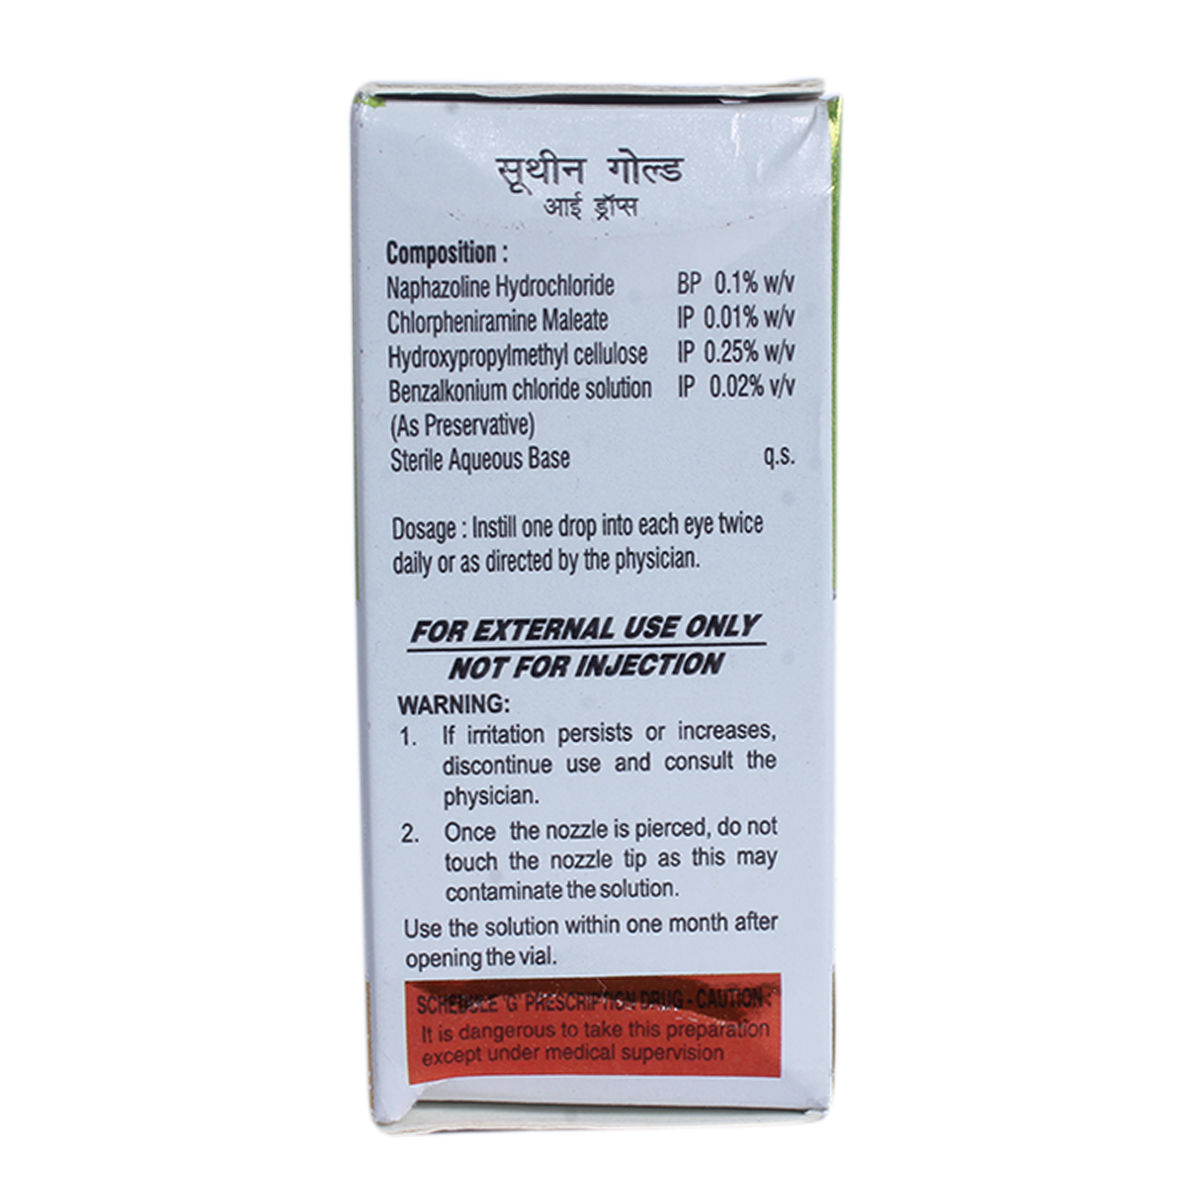 सूथीन गोल्ड
आई ड्रॉप्स
Composition :
Naphazoline Hydrochloride BP 0.1% w/v
Chlorpheniramine Maleate IP 0.01% w/v
Hydroxypropylmethyl cellulose IP 0.25% w/v
Benzalkonium chloride solution IP 0.02% v/v
(As Preservative)
Sterile Aqueous Base q.s.
Dosage : Instill one drop into each eye twice
daily or as directed by the physician.
FOR EXTERNAL USE ONLY
NOT FOR INJECTION
WARNING:
1. If irritation persists or increases,
discontinue use and consult the
physician.
2. Once the nozzle is pierced, do not
touch the nozzle tip as this may
contaminate the solution.
Use the solution within one month after
opening the vial.
SCHEDULE 'G' PRESCRIPTION DRUG - CAUTION :
It is dangerous to take this preparation
except under medical supervision